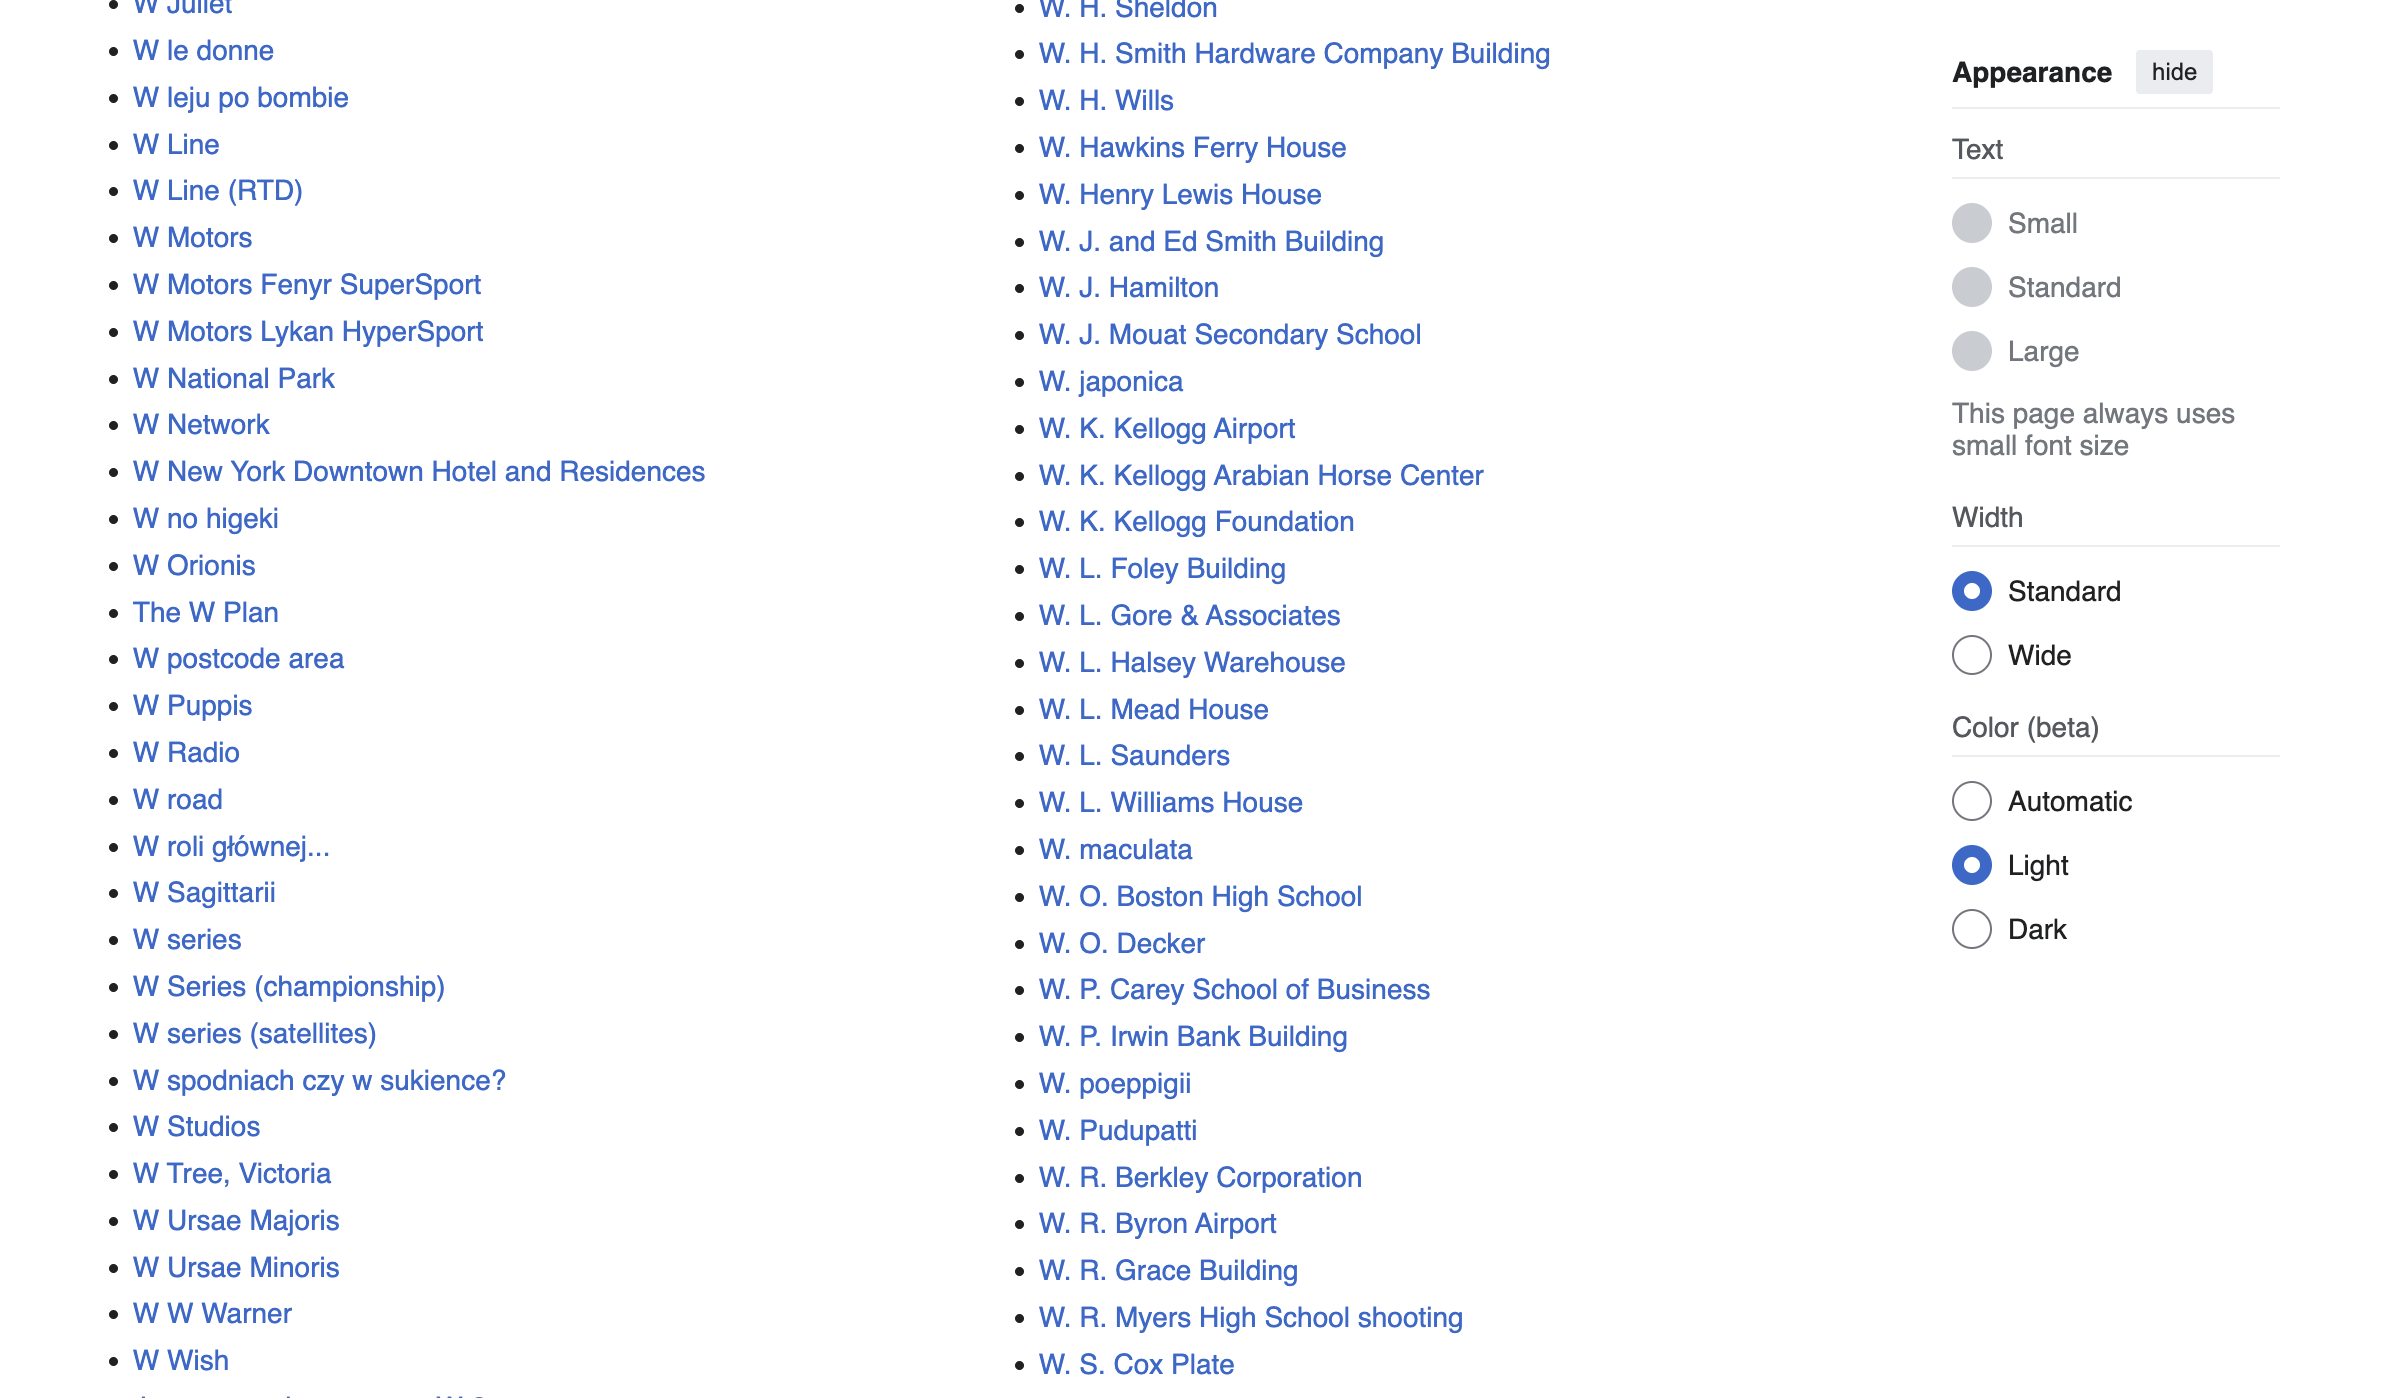 W Juliet
W le donne
W leju po bombie
W Line
W Line (RTD)
W Motors
W Motors Fenyr SuperSport
W Motors Lykan HyperSport
W National Park
W Network
W New York Downtown Hotel and Residences
W no higeki
W Orionis
The W Plan
W postcode area
W Puppis
W Radio
W road
W roli głównej...
W Sagittarii
W series
W Series (championship)
W series (satellites)
W spodniach czy w sukience?
W Studios
W Tree, Victoria
W Ursae Majoris
W Ursae Minoris
W W Warner
W Wish
W. H. Sheldon
W. H. Smith Hardware Company Building
W. H. Wills
W. Hawkins Ferry House
W. Henry Lewis House
W. J. and Ed Smith Building
W. J. Hamilton
W. J. Mouat Secondary School
W. japonica
W. K. Kellogg Airport
W. K. Kellogg Arabian Horse Center
W. K. Kellogg Foundation
W. L. Foley Building
W. L. Gore & Associates
W. L. Halsey Warehouse
W. L. Mead House
W. L. Saunders
W. L. Williams House
W. maculata
W. O. Boston High School
W. O. Decker
W. P. Carey School of Business
W. P. Irwin Bank Building
W. poeppigii
W. Pudupatti
W. R. Berkley Corporation
W. R. Byron Airport
W. R. Grace Building
W. R. Myers High School shooting
W. S. Cox Plate
Appearance hide
Text
Small
Standard
Large
This page always uses
small font size
Width
Standard
Wide
Color (beta)
Automatic
Light
Dark